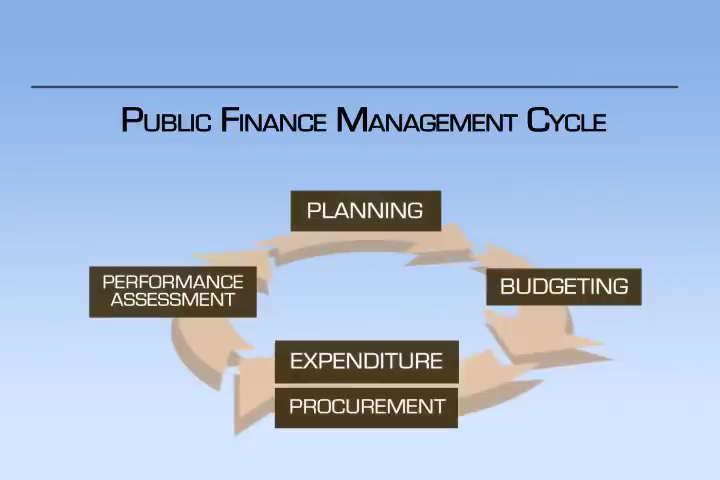 PUBLIC FINANCE MANAGEMENT CYCLE
PLANNING
PERFORMANCE
ASSESSMENT
BUDGETING
EXPENDITURE
PROCUREMENT